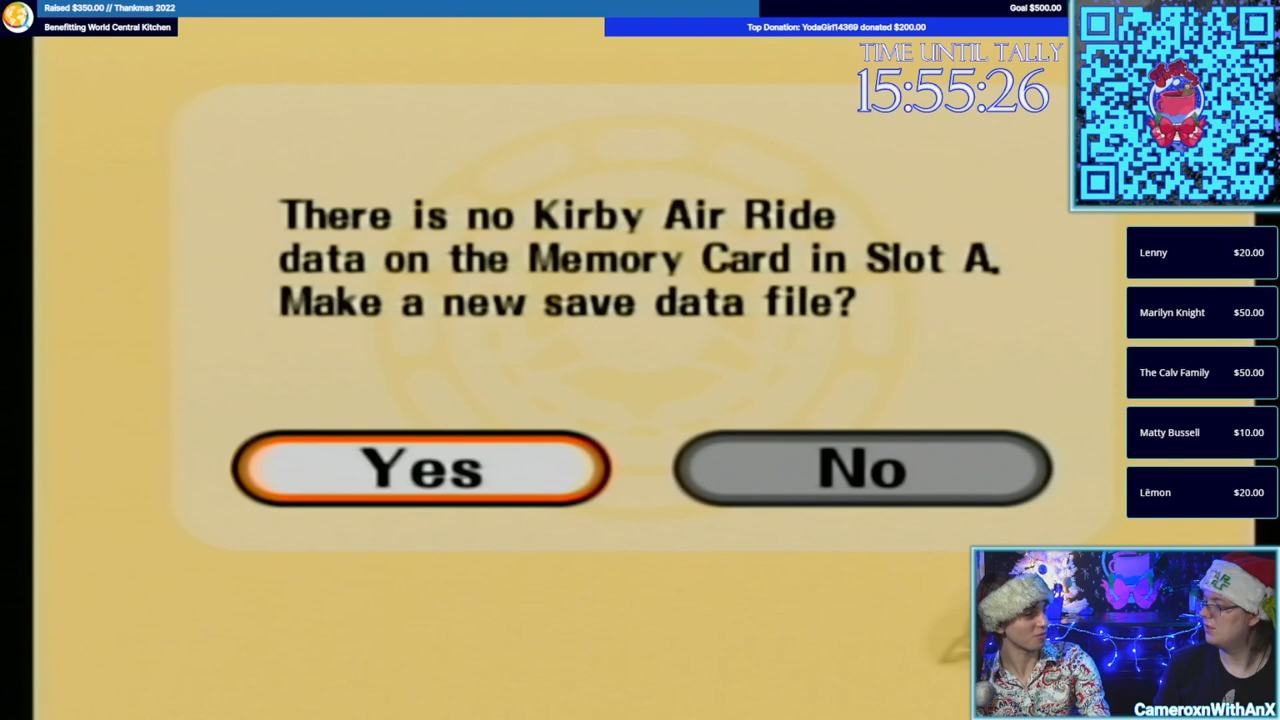 Raised $350.00 // Thankmas 2022
Goal $500.00
Benefitting World Central Kitchen
Top Donation: YodaGirl14369 donated $200.00
TIME UNTIL TALLY
15:55:26
There is no Kirby Air Ride
data on the Memory Card in Slot A.
Make a new save data file?
Yes
No
Lenny $20.00
Marilyn Knight $50.00
The Calv Family $50.00
Matty Bussell $10.00
Lēmon $20.00
CameroxnWithAnX